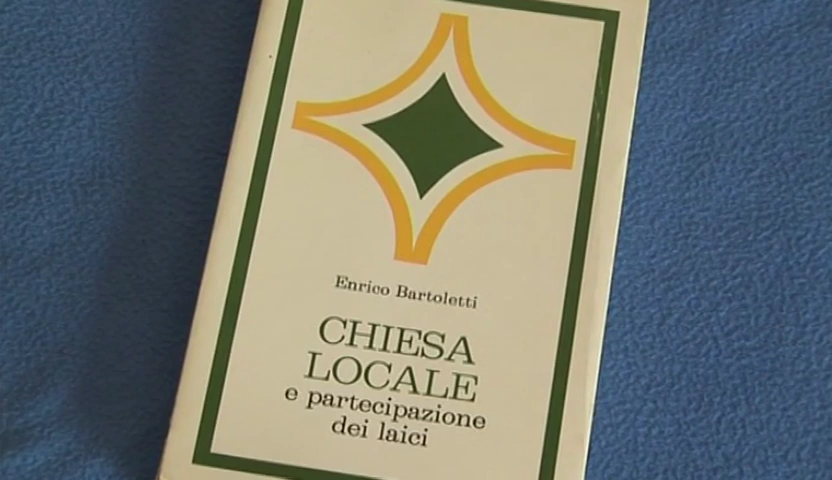 Enrico Bartoletti
CHIESA
LOCALE
e partecipazione
dei laici